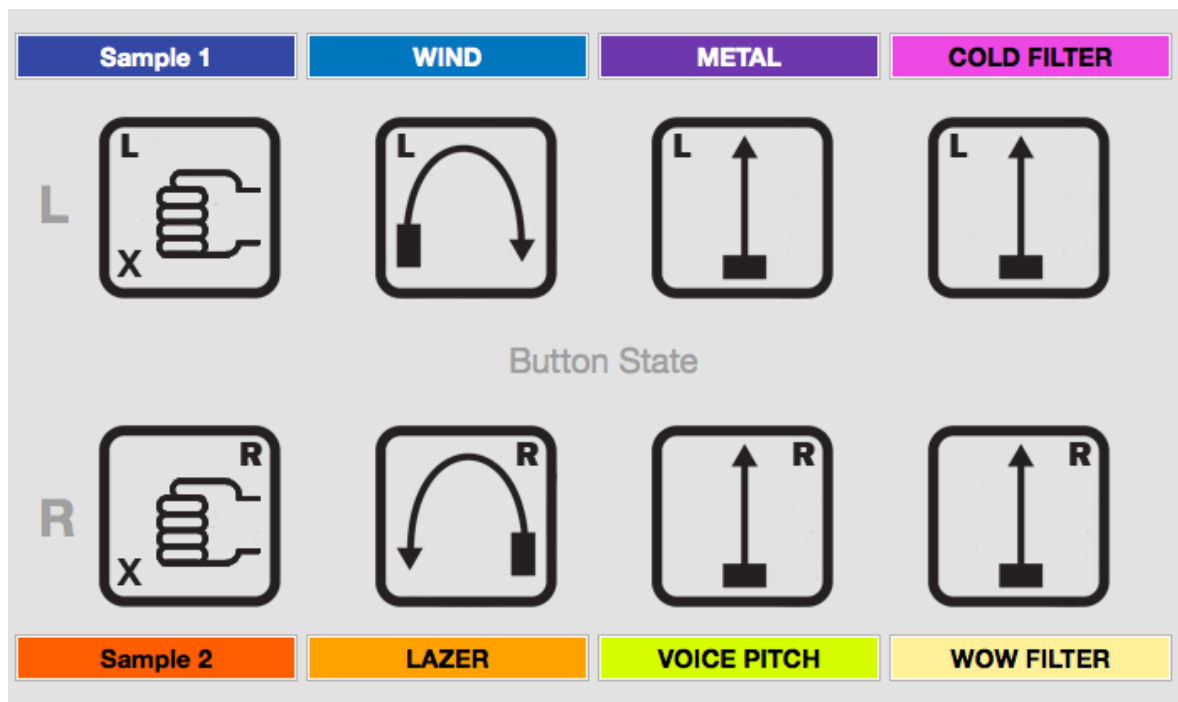 Sample 1 WIND METAL COLD FILTER
L L L L
L
X
Button State
R R R R
R
X
Sample 2 LAZER VOICE PITCH WOW FILTER